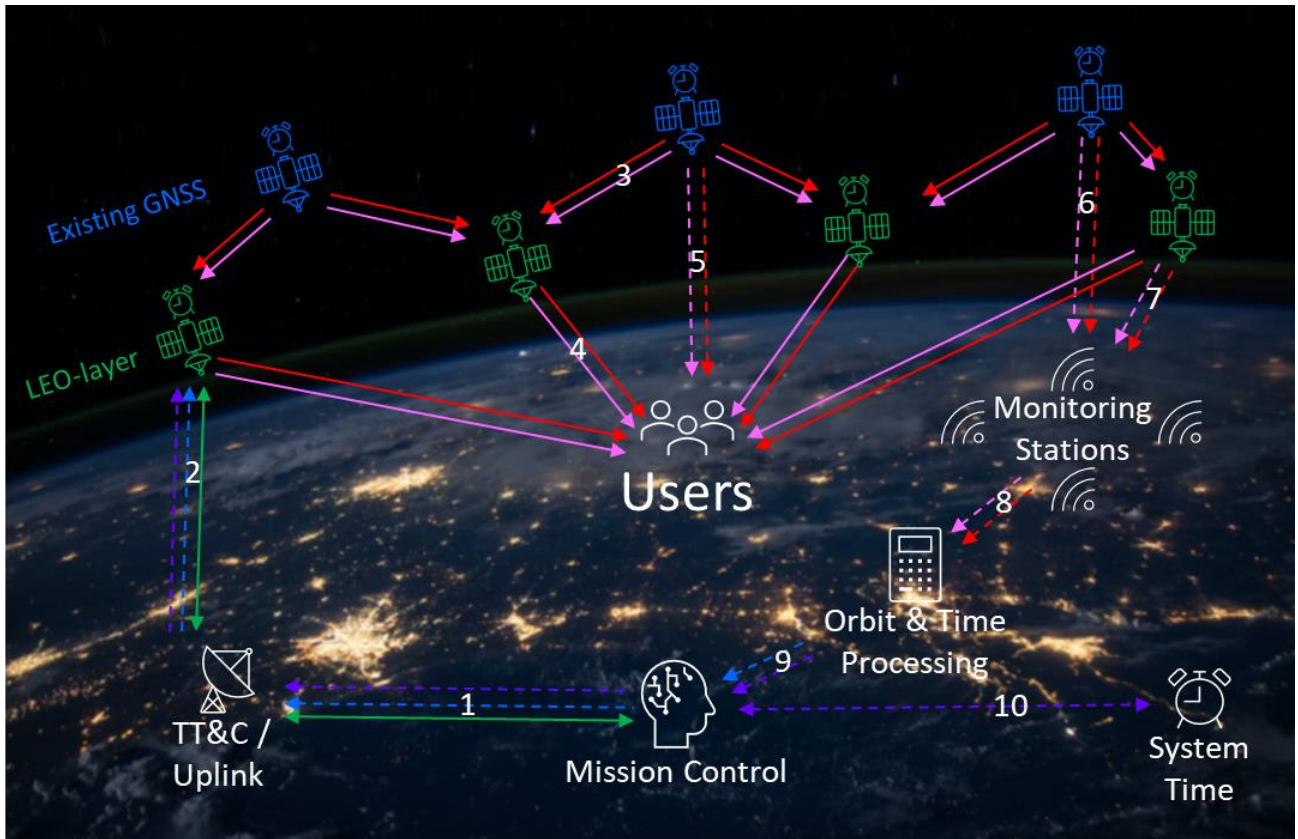 3
6
Existing GNSS
5
7
LEO-layer
4
Monitoring
Stations
2
Users
8
Orbit & Time
Processing
9
1
10
TT&C /
Uplink
Mission Control
System
Time